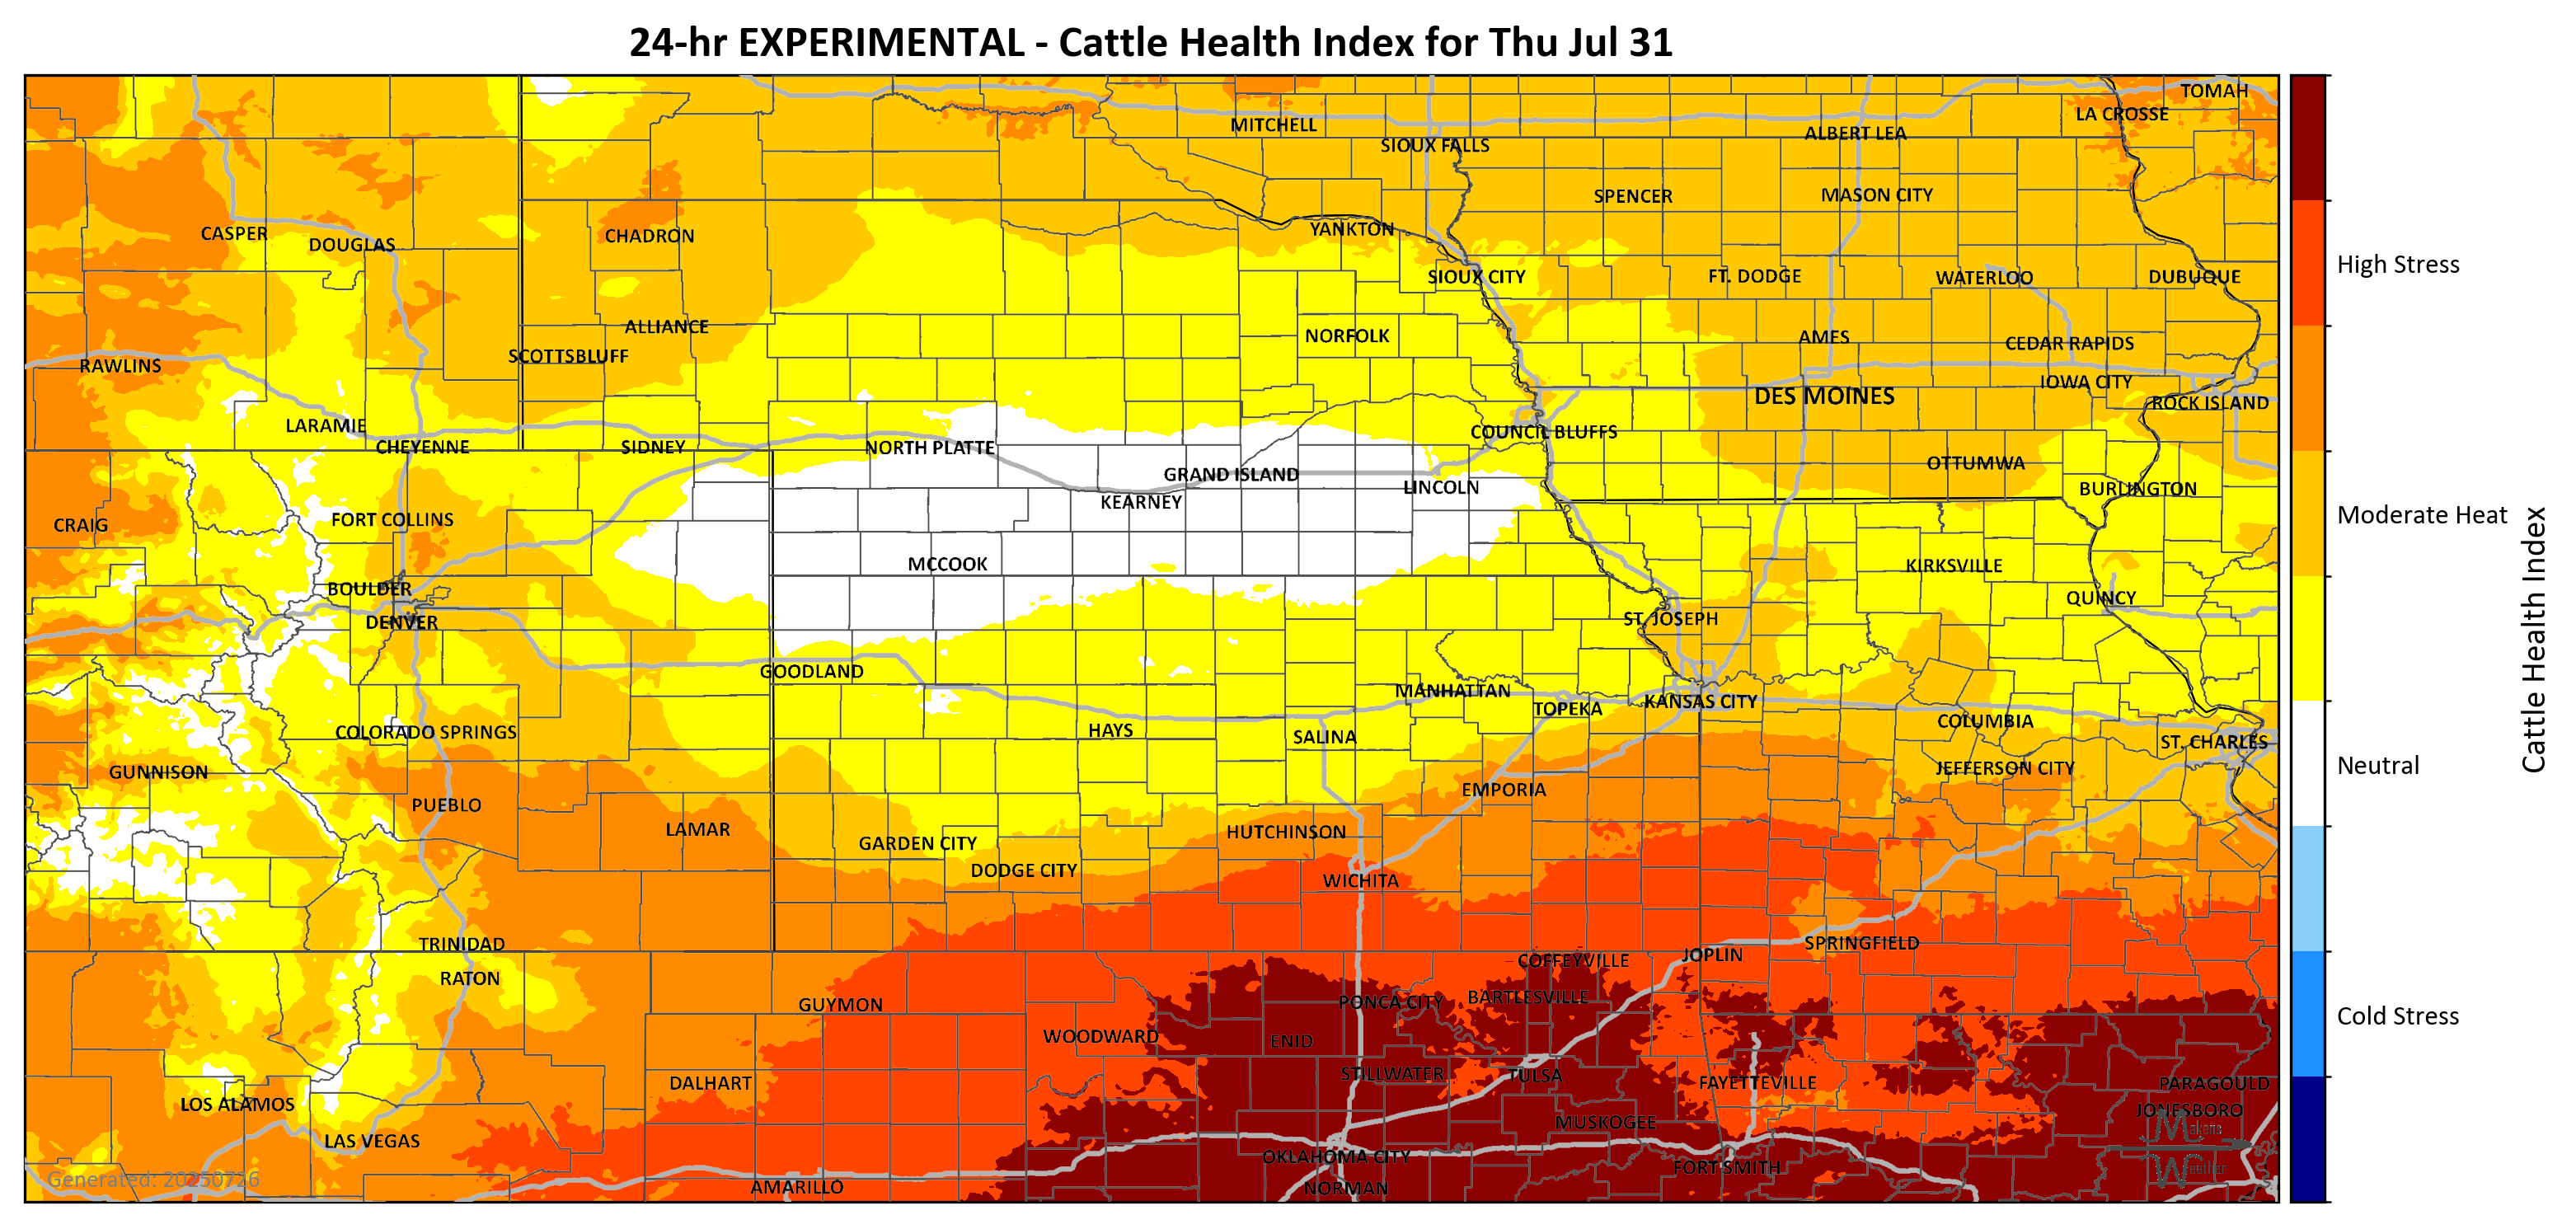 24-hr EXPERIMENTAL - Cattle Health Index for Thu Jul 31
TOMAH
LA CROSSE
MITCHELL
ALBERT LEA
SIOUX FALLS
SPENCER
MASON CITY
CASPER
DOUGLAS
CHADRON
YANKTON
SIOUX CITY
FT. DODGE
WATERLOO
DUBUQUE
High Stress
ALLIANCE
NORFOLK
AMES
CEDAR RAPIDS
SCOTTSBLUFF
RAWLINS
IOWA CITY
DES MOINES
ROCK ISLAND
LARAMIE
CHEYENNE
SIDNEY
NORTH PLATTE
COUNCIL BLUFFS
GRAND ISLAND
OTTUMWA
LINCOLN
BURLINGTON
KEARNEY
CRAIG
FORT COLLINS
Moderate Heat
MCCOOK
KIRKSVILLE
BOULDER
QUINCY
DENVER
ST. JOSEPH
Cattle Health Index
GOODLAND
MANHATTAN
TOPEKA
KANSAS CITY
COLORADO SPRINGS
HAYS
SALINA
COLUMBIA
ST. CHARLES
GUNNISON
JEFFERSON CITY
Neutral
PUEBLO
EMPORIA
LAMAR
GARDEN CITY
HUTCHINSON
DODGE CITY
WICHITA
TRINIDAD
SPRINGFIELD
JOPLIN
COFFEYVILLE
RATON
GUYMON
PONCA CITY
BARTLESVILLE
Cold Stress
WOODWARD
ENID
DALHART
STILLWATER
TULSA
FAYETTEVILLE
PARAGOULD
LOS ALAMOS
JONESBORO
MUSKOGEE
Makens
LAS VEGAS
OKLAHOMA CITY
FORT SMITH
Weather
Generated: 20250726
AMARILLO
NORMAN